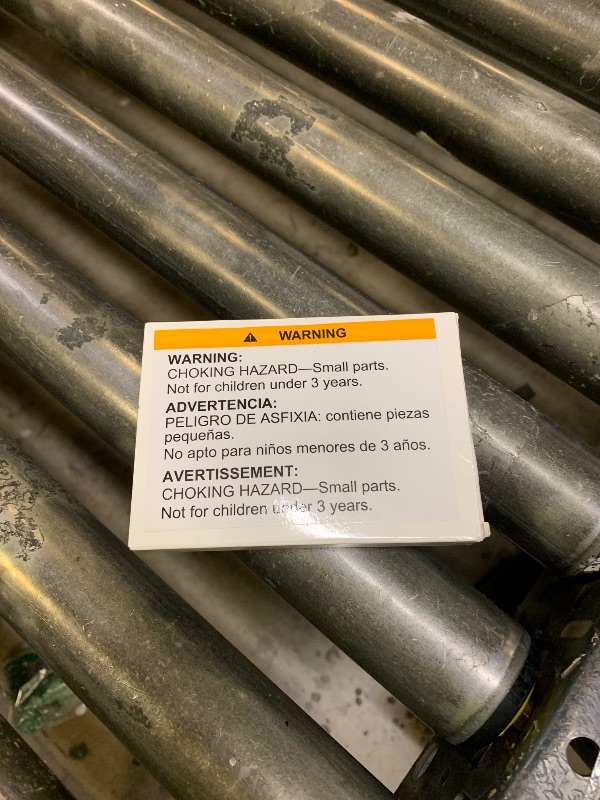 WARNING
WARNING:
CHOKING HAZARD—Small parts.
Not for children under 3 years.
ADVERTENCIA:
PELIGRO DE ASFIXIA: contiene piezas
pequeñas.
No apto para niños menores de 3 años.
AVERTISSEMENT:
CHOKING HAZARD—Small parts.
Not for children under 3 years.